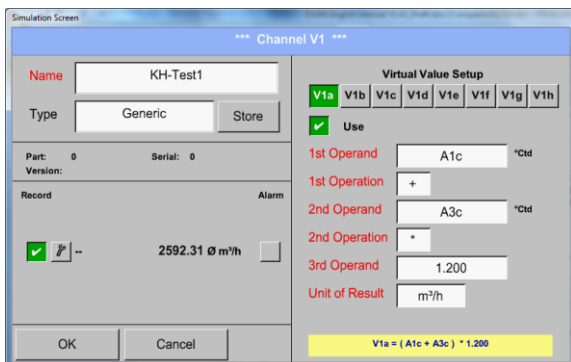 Simulation Screen
*** Channel V1 ***
Name KH-Test1
Type Generic Store
Part: 0 Serial: 0
Version:
Record Alarm
-- 2592.31 Ø m³/h
OK Cancel
Virtual Value Setup
V1a V1b V1c V1d V1e V1f V1g V1h
Use
1st Operand A1c °Ctd
1st Operation +
2nd Operand A3c °Ctd
2nd Operation *
3rd Operand 1.200
Unit of Result m³/h
V1a = ( A1c + A3c ) * 1.200